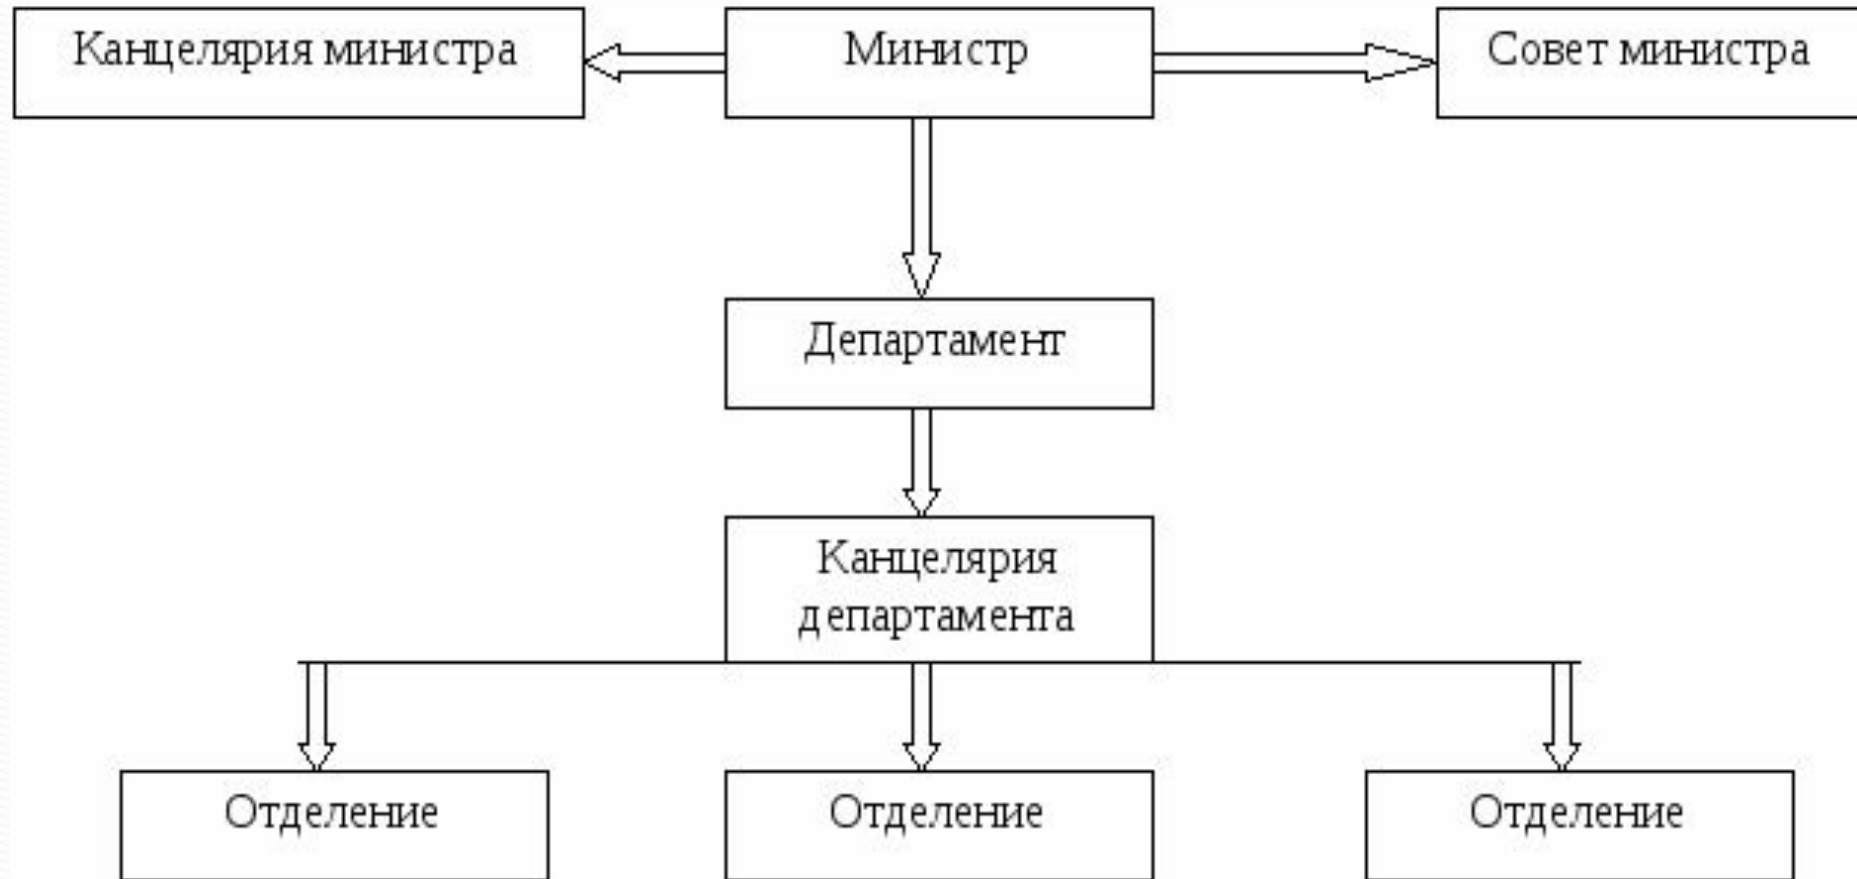 Канцелярия министра
Министр
Совет министра
Департамент
Канцелярия
департамента
Отделение
Отделение
Отделение